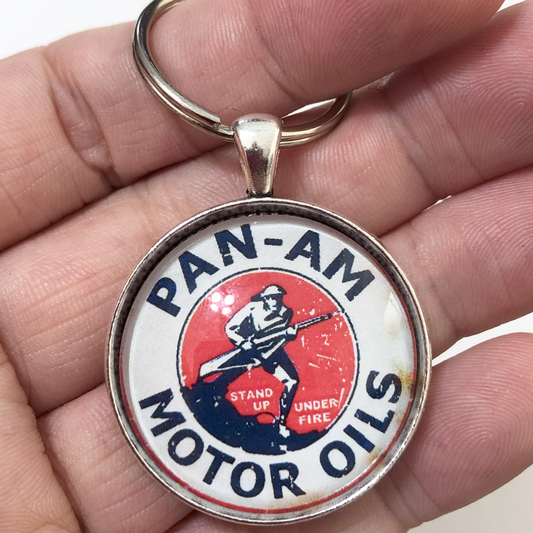 PAN-AM
STAND
UP UNDER
FIRE
MOTOR OILS